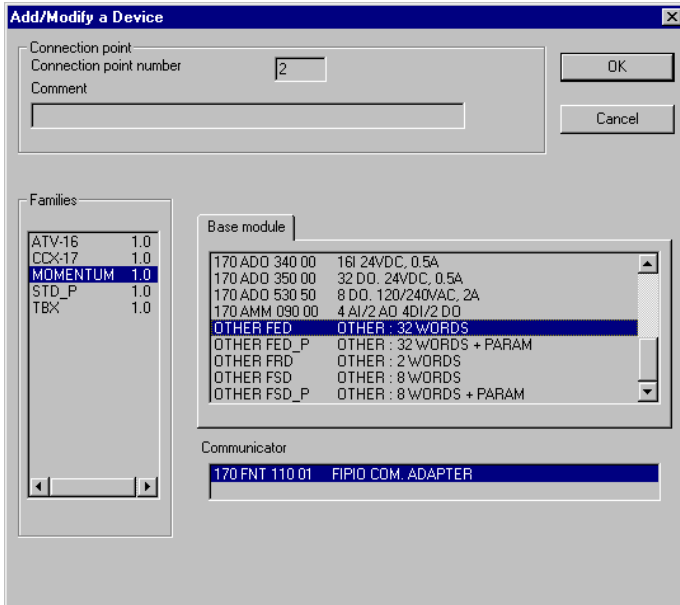 Add/Modify a Device
Connection point
Connection point number 2
Comment
OK
Cancel
Families
ATV-16 1.0
CCX-17 1.0
MOMENTUM 1.0
STD_P 1.0
TBX 1.0
Base module
170 ADO 340 00 16I 24VDC, 0.5A
170 ADO 350 00 32 DO. 24VDC, 0.5A
170 ADO 530 50 8 DO. 120/240VAC, 2A
170 AMM 090 00 4 AI/2 AO 4DI/2 DO
OTHER FED OTHER : 32 WORDS
OTHER FED_P OTHER : 32 WORDS + PARAM
OTHER FRD OTHER : 2 WORDS
OTHER FSD OTHER : 8 WORDS
OTHER FSD_P OTHER : 8 WORDS + PARAM
Communicator
170 FNT 110 01 FIPIO COM. ADAPTER